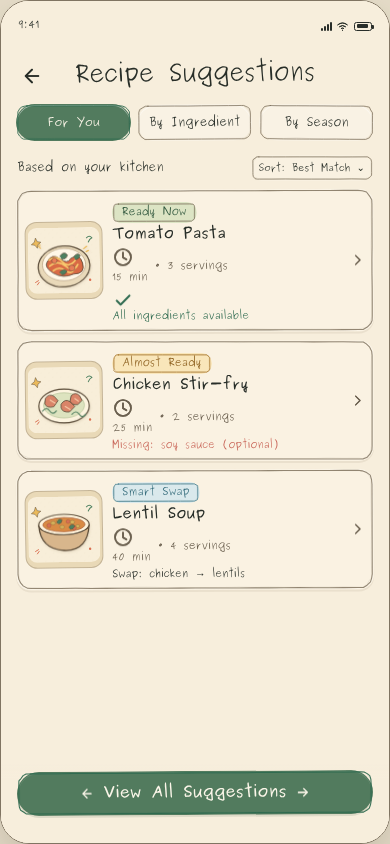 9:41
← Recipe Suggestions
For You
By Ingredient
By Season
Based on your kitchen
Sort: Best Match ⌄
Ready Now
Tomato Pasta
15 min • 3 servings
✓
All ingredients available
Almost Ready
Chicken Stir-fry
25 min • 2 servings
Missing: soy sauce (optional)
Smart Swap
Lentil Soup
40 min • 4 servings
Swap: chicken → lentils
← View All Suggestions →